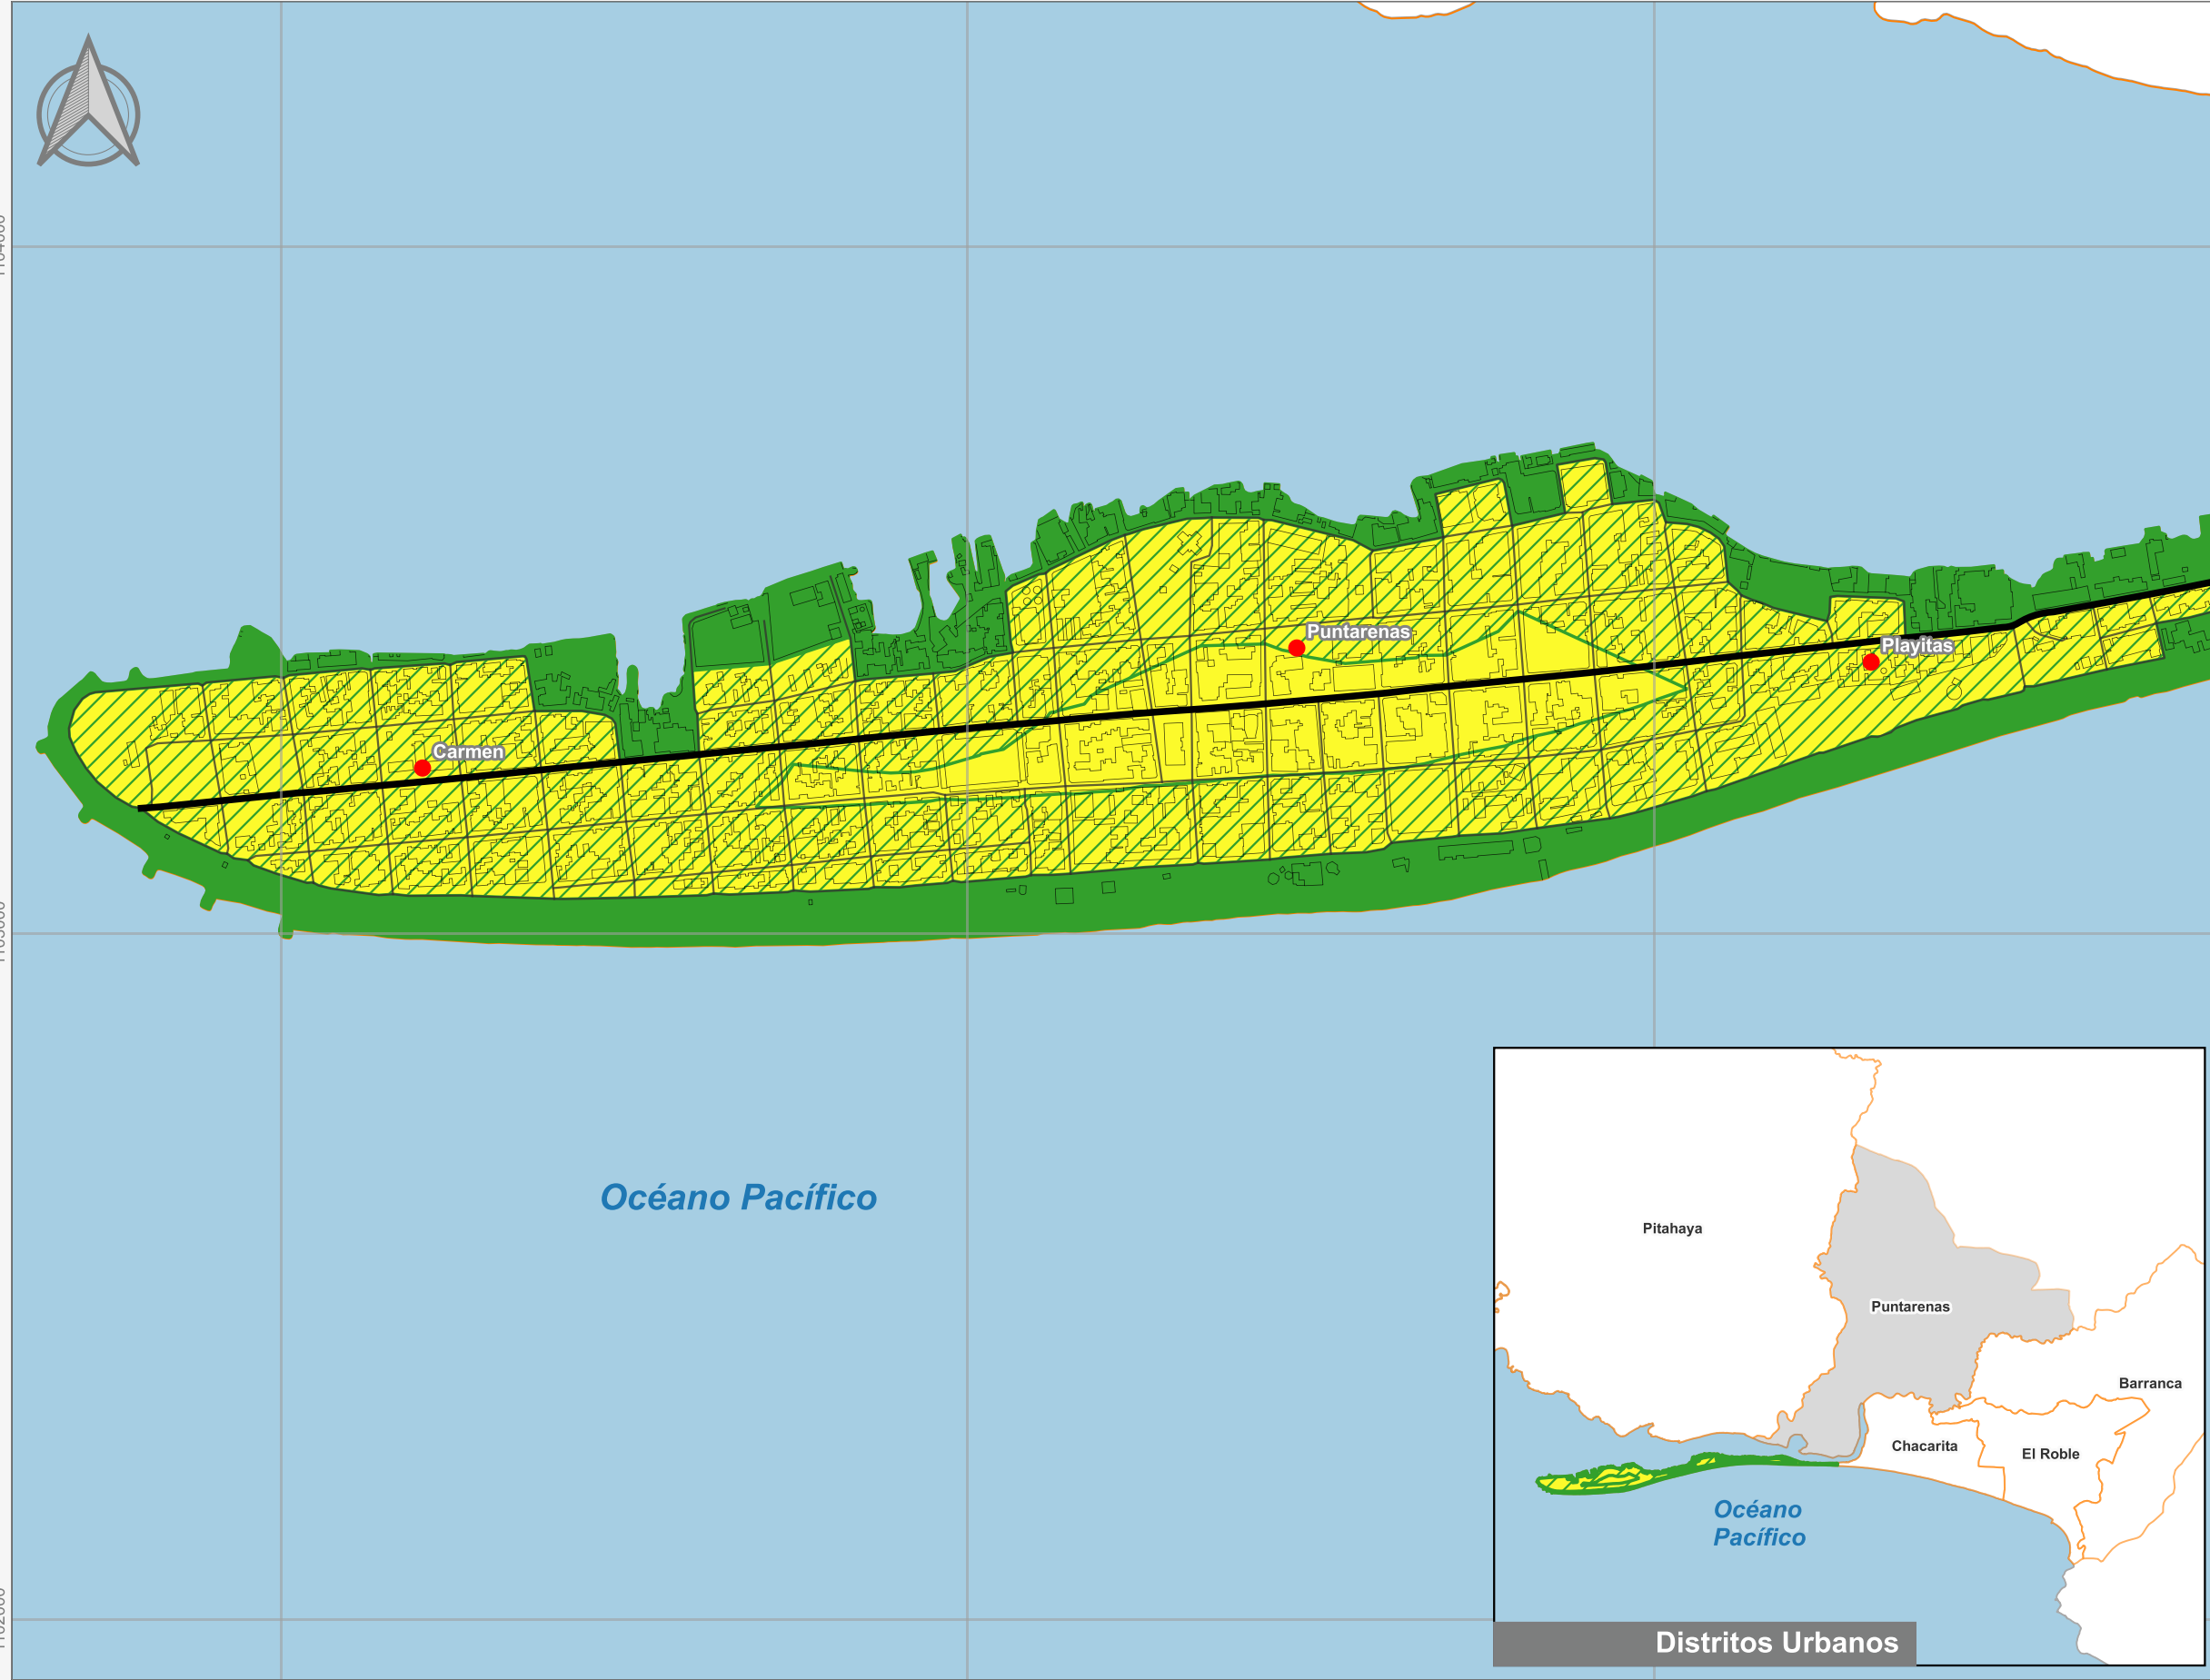 Puntarenas
Playitas
Carmen
Océano Pacífico
Pitahaya
Puntarenas
Barranca
Chacarita
El Roble
Océano
Pacífico
Distritos Urbanos